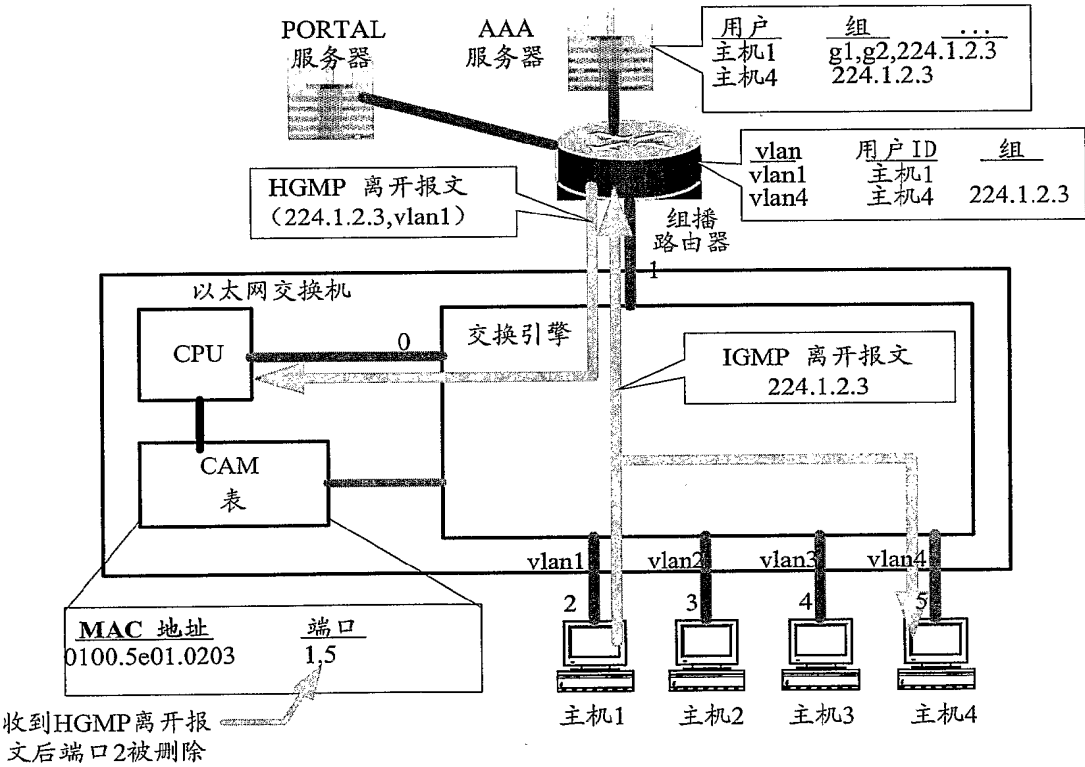 PORTAL
服务器
AAA
服务器
用户 组 ...
主机1 g1,g2,224.1.2.3
主机4 224.1.2.3
vlan 用户ID 组
vlan1 主机1
vlan4 主机4 224.1.2.3
HGMP 离开报文
(224.1.2.3,vlan1)
组播
路由器
1
以太网交换机
CPU
0
交换引擎
IGMP 离开报文
224.1.2.3
CAM
表
vlan1 vlan2 vlan3 vlan4
2 3 4 5
MAC 地址 端口
0100.5e01.0203 1,5
主机1 主机2 主机3 主机4
收到HGMP离开报
文后端口2被删除